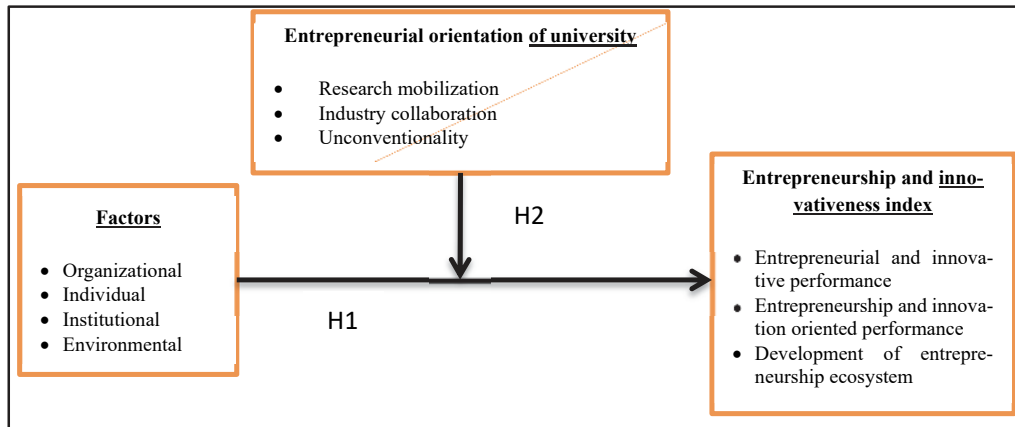 Entrepreneurial orientation of university
• Research mobilization
• Industry collaboration
• Unconventionality
Factors
• Organizational
• Individual
• Institutional
• Environmental
H1
H2
Entrepreneurship and inno-
vativeness index
• Entrepreneurial and innova-
tive performance
• Entrepreneurship and innova-
tion oriented performance
• Development of entrepre-
neurship ecosystem